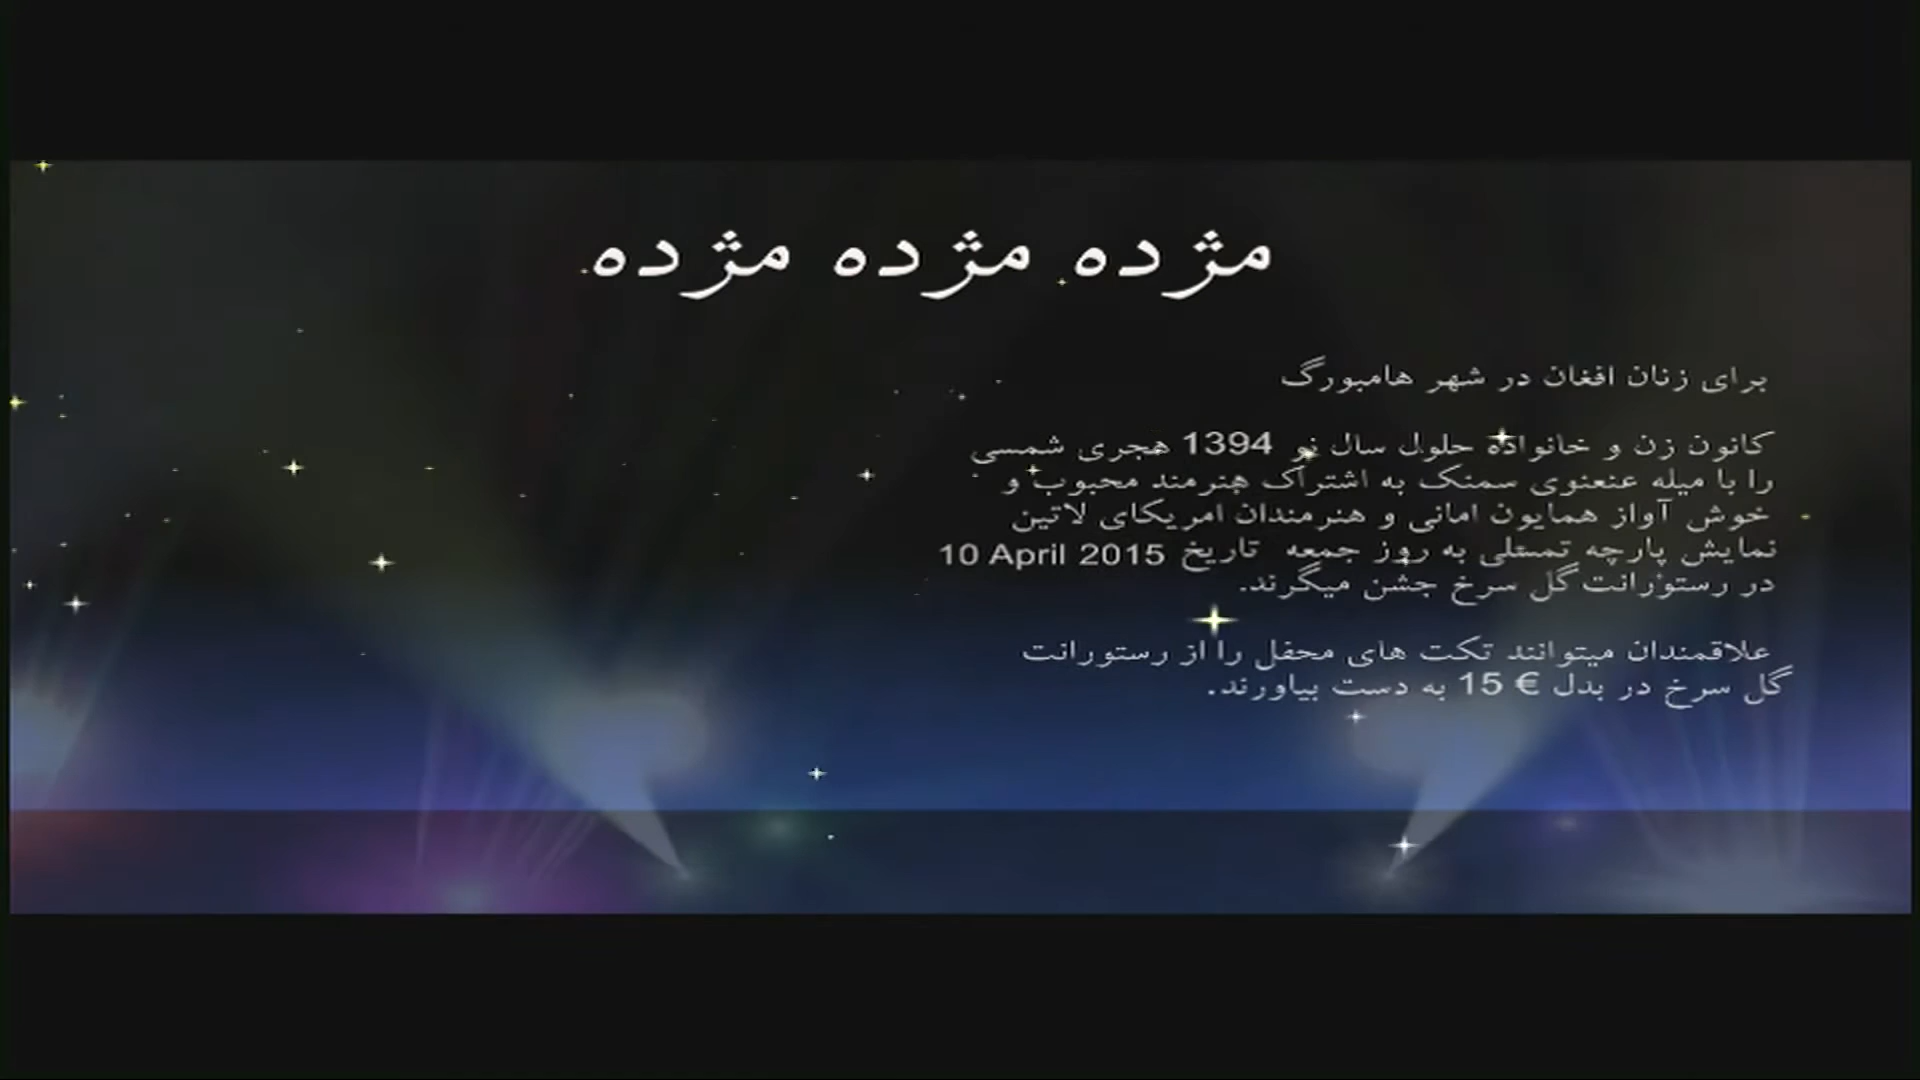 مژده مژده مژده
برای زنان افغان در شهر هامبورگ
کانون زن و خانواده حلول سال نو 1394 هجری شمسی
را با میله عنعنوی سمنک به اشتراک هنرمند محبوب و
خوش آواز همایون امانی و هنرمندان امریکای لاتین
نمایش پارچه تمثلی به روز جمعه تاریخ 10 April 2015
در رستورانت گل سرخ جشن میگرند.
علاقمندان میتوانند تکت های محفل را از رستورانت
گل سرخ در بدل € 15 به دست بیاورند.